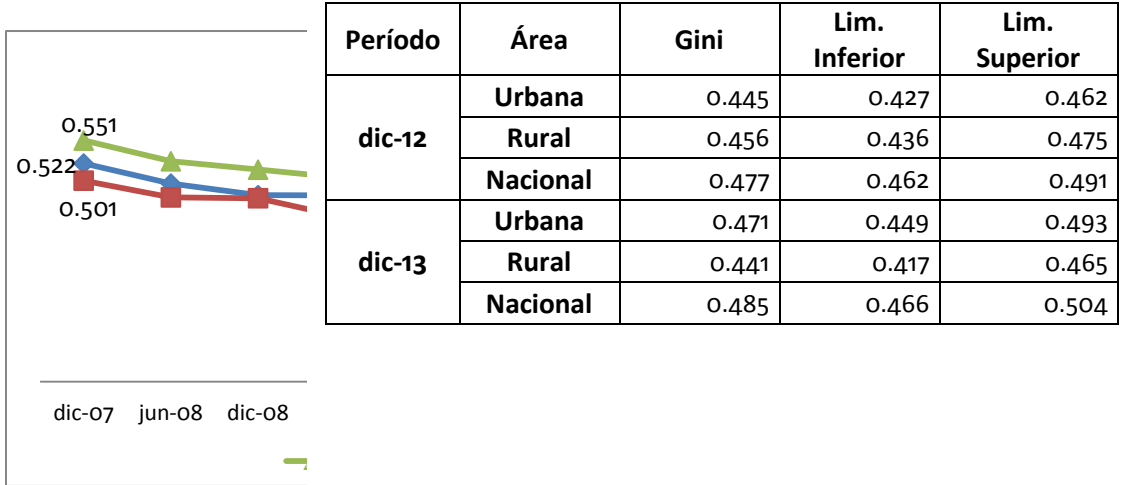 0.551
0.522
0.501
dic-07 jun-08 dic-08
Período Área Gini Lim. Inferior Lim. Superior
dic-12 Urbana 0.445 0.427 0.462
Rural 0.456 0.436 0.475
Nacional 0.477 0.462 0.491
dic-13 Urbana 0.471 0.449 0.493
Rural 0.441 0.417 0.465
Nacional 0.485 0.466 0.504